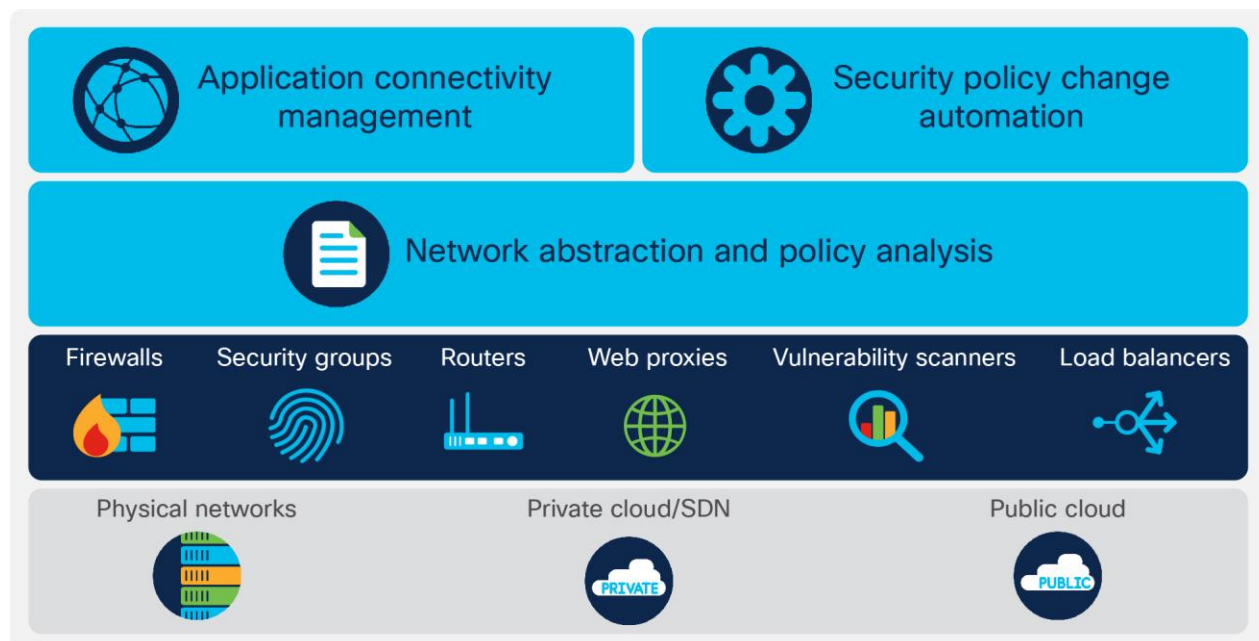 Application connectivity
management
Security policy change
automation
Network abstraction and policy analysis
Firewalls
Security groups
Routers
Web proxies
Vulnerability scanners
Load balancers
Physical networks
Private cloud/SDN
Public cloud
PRIVATE
PUBLIC